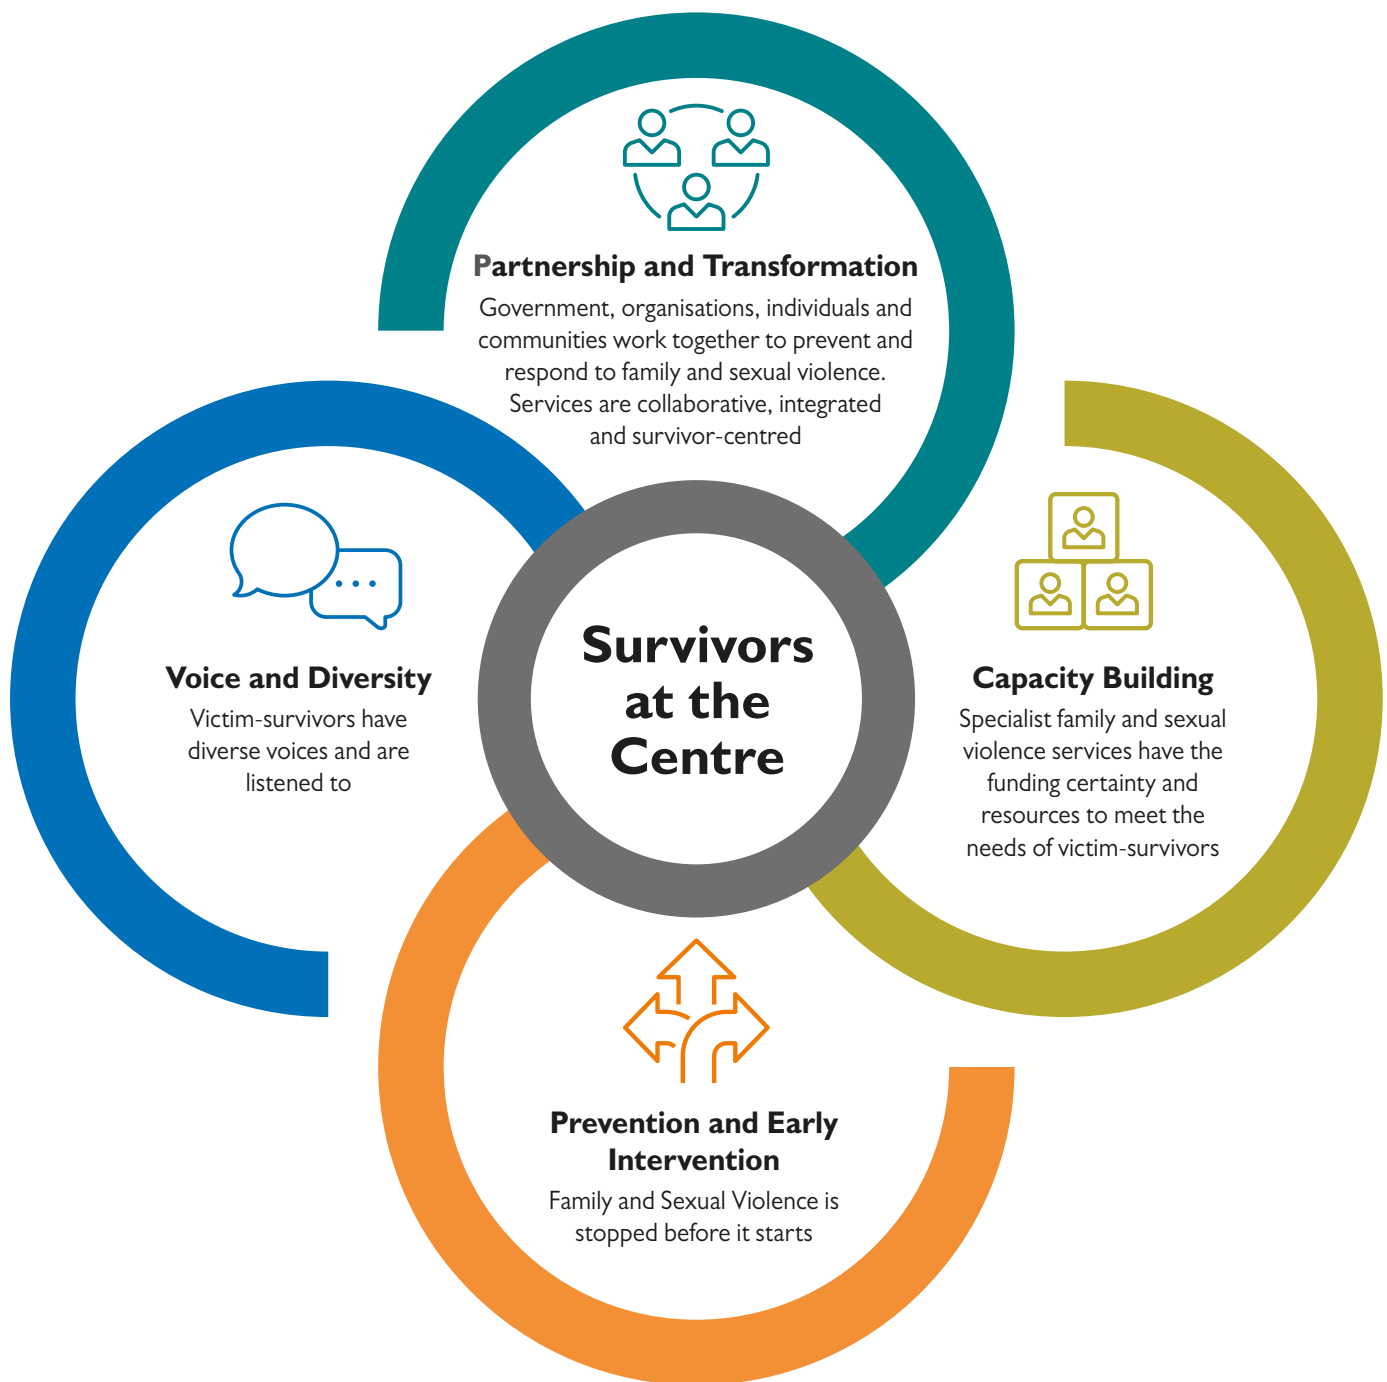 Partnership and Transformation
Government, organisations, individuals and
communities work together to prevent and
respond to family and sexual violence.
Services are collaborative, integrated
and survivor-centred
Voice and Diversity
Victim-survivors have
diverse voices and are
listened to
Survivors
at the
Centre
Capacity Building
Specialist family and sexual
violence services have the
funding certainty and
resources to meet the
needs of victim-survivors
Prevention and Early
Intervention
Family and Sexual Violence is
stopped before it starts